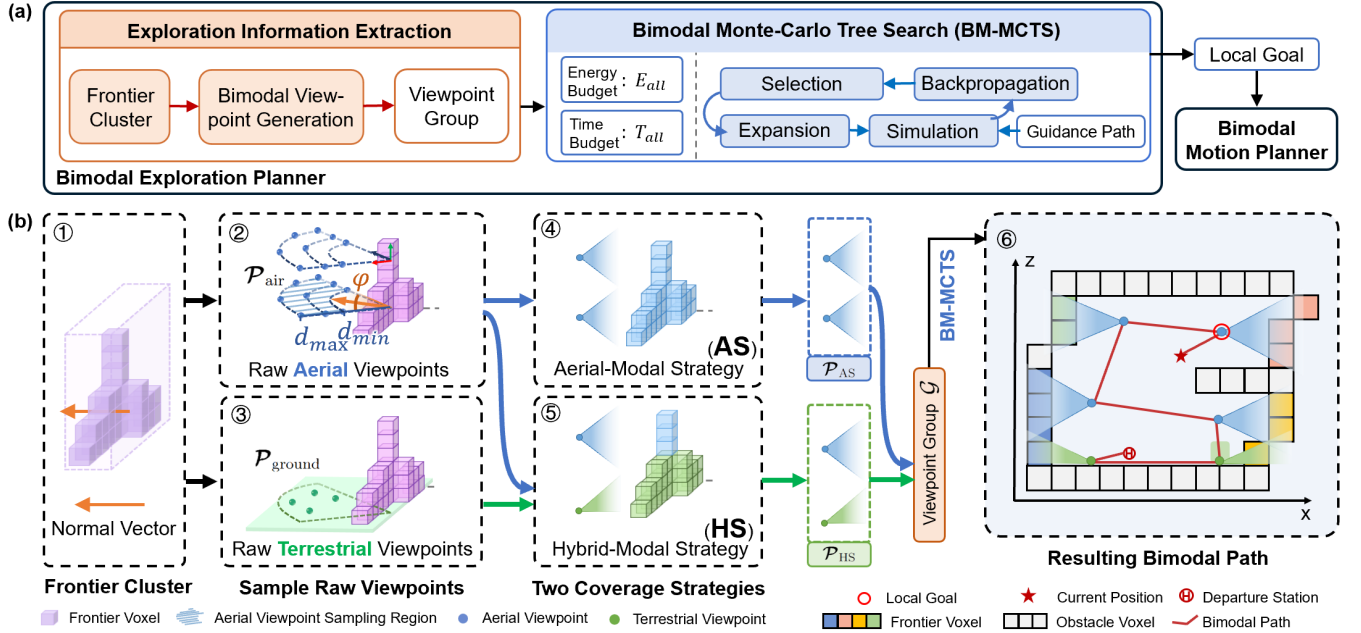 (a)
Exploration Information Extraction
Frontier
Cluster
Bimodal View-
point Generation
Viewpoint
Group
Bimodal Exploration Planner
Bimodal Monte-Carlo Tree Search (BM-MCTS)
Energy
Budget : E_all
Time
Budget : T_all
Selection
Backpropagation
Expansion
Simulation
Guidance Path
Local Goal
Bimodal
Motion Planner
(b)
①
Normal Vector
Frontier Cluster
②
P_air
φ
d_max d_min
Raw Aerial Viewpoints
③
P_ground
Raw Terrestrial Viewpoints
Sample Raw Viewpoints
④
(AS)
Aerial-Modal Strategy
⑤
(HS)
Hybrid-Modal Strategy
Two Coverage Strategies
P_AS
P_HS
Viewpoint Group G
BM-MCTS
⑥
z
x
H
Resulting Bimodal Path
Frontier Voxel
Aerial Viewpoint Sampling Region
Aerial Viewpoint
Terrestrial Viewpoint
Local Goal
Current Position
H Departure Station
Frontier Voxel
Obstacle Voxel
Bimodal Path